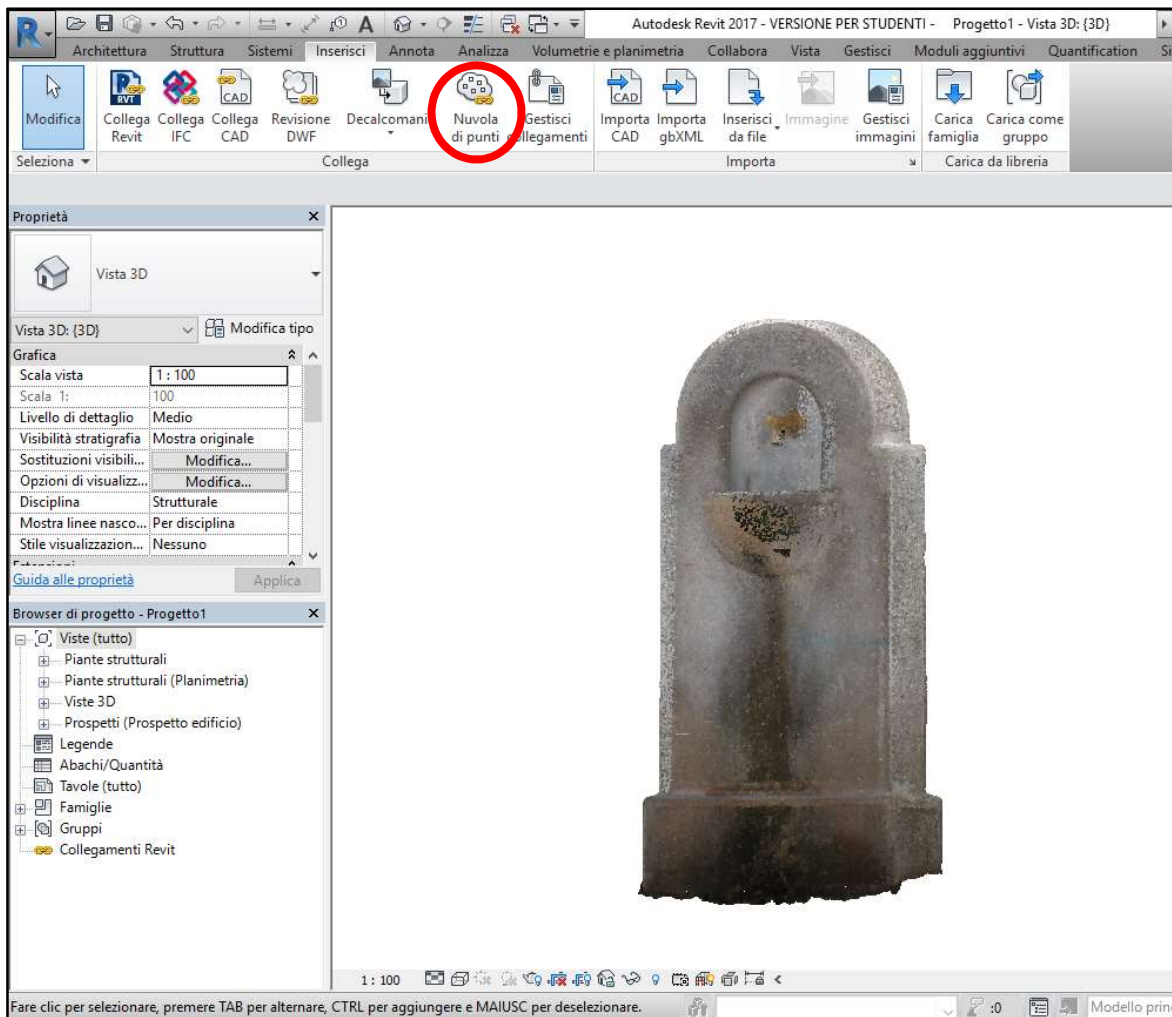 Autodesk Revit 2017 - VERSIONE PER STUDENTI - Progetto1 - Vista 3D: {3D}
Architettura Struttura Sistemi Inserisci Annota Analizza Volumetrie e planimetria Collabora Vista Gestisci Moduli aggiuntivi Quantification
Modifica Collega Collega Collega Revisione Decalcomani Nuvola Gestisci Importa Importa Inserisci Immagine Gestisci Carica Carica come
Revit IFC CAD DWF di punti ollegamenti CAD gbXML da file immagini famiglia gruppo
Seleziona Collega Importa Carica da libreria
Proprietà
Vista 3D
Vista 3D: {3D} Modifica tipo
Grafica
Scala vista 1 : 100
Scala 1: 100
Livello di dettaglio Medio
Visibilità stratigrafia Mostra originale
Sostituzioni visibili... Modifica...
Opzioni di visualizz... Modifica...
Disciplina Strutturale
Mostra linee nasco... Per disciplina
Stile visualizzazion... Nessuno
Guida alle proprietà Applica
Browser di progetto - Progetto1
Viste (tutto)
Piante strutturali
Piante strutturali (Planimetria)
Viste 3D
Prospetti (Prospetto edificio)
Legende
Abachi/Quantità
Tavole (tutto)
Famiglie
Gruppi
Collegamenti Revit
1 : 100
Fare clic per selezionare, premere TAB per alternare, CTRL per aggiungere e MAIUSC per deselezionare. :0 Modello prin